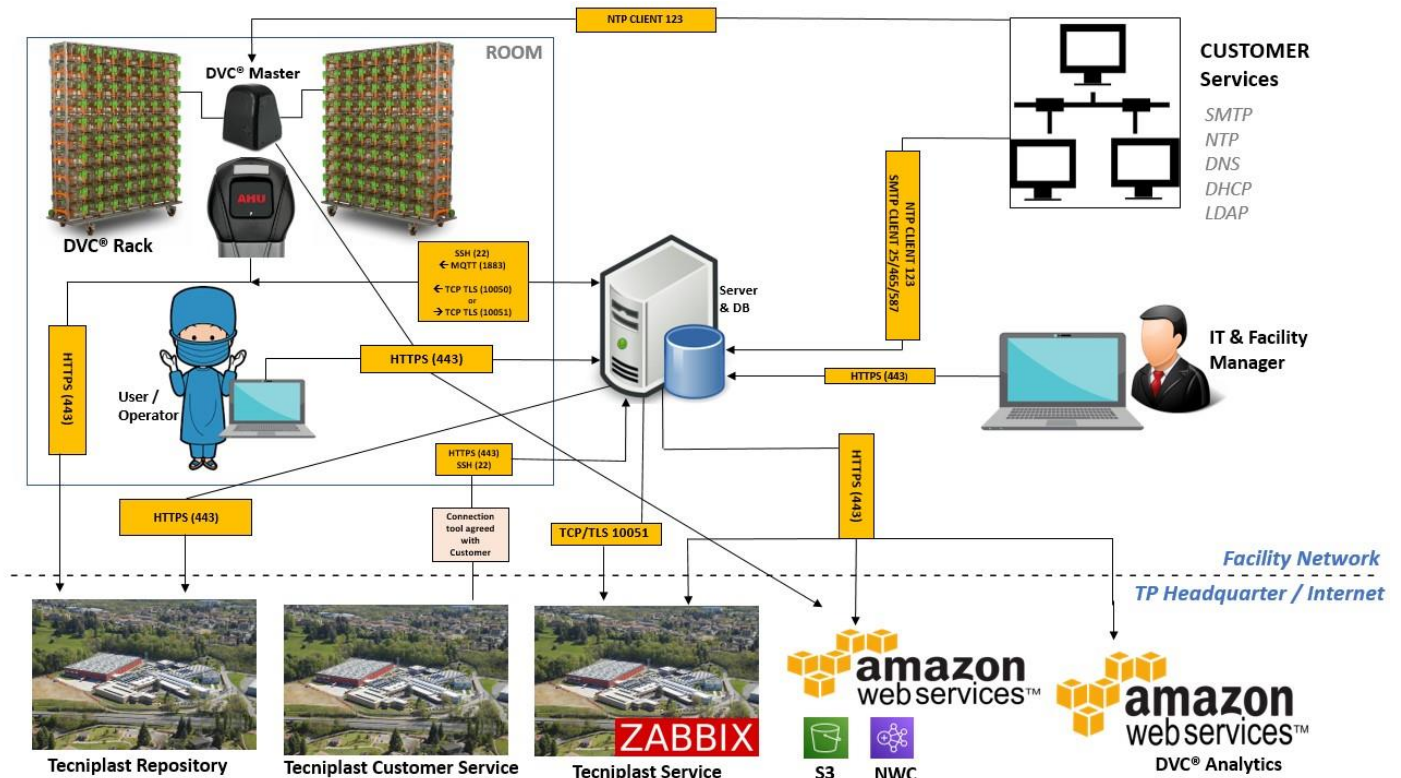 NTP CLIENT 123
ROOM
DVC® Master
AHU
DVC® Rack
CUSTOMER
Services
SMTP
NTP
DNS
DHCP
LDAP
NTP CLIENT 123
SMTP CLIENT 25/465/587
SSH (22)
← MQTT (1883)
← TCP TLS (10050)
or
→ TCP TLS (10051)
Server
& DB
HTTPS (443)
HTTPS (443)
User /
Operator
HTTPS (443)
IT & Facility
Manager
HTTPS (443)
SSH (22)
HTTPS (443)
HTTPS (443)
Connection
tool agreed
with
Customer
TCP/TLS 10051
Facility Network
TP Headquarter / Internet
Tecniplast Repository
Tecniplast Customer Service
ZABBIX
Tecniplast Service
amazon
web services™
S3
NWC
amazon
web services™
DVC® Analytics